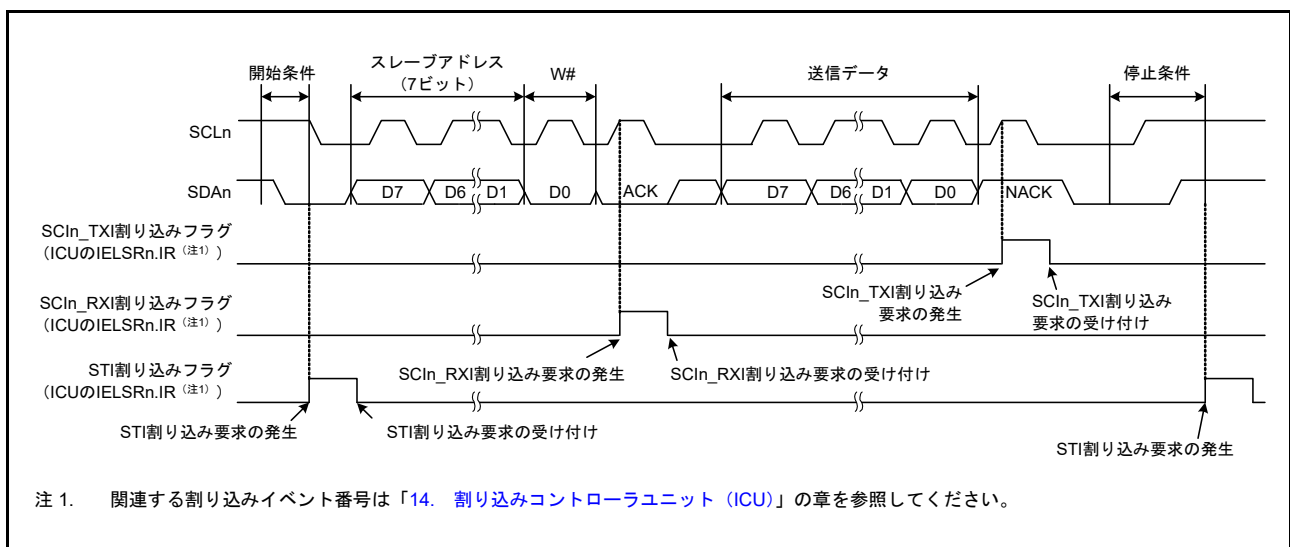 開始条件
スレーブアドレス
（7ビット）
W#
送信データ
停止条件
SCLn
SDAn
D7
D6
D1
D0
ACK
D7
D6
D1
D0
NACK
SCIn_TXI割り込みフラグ
（ICUのIELSRn.IR（注1））
SCIn_TXI割り込み
要求の発生
SCIn_TXI割り込み
要求の受け付け
SCIn_RXI割り込みフラグ
（ICUのIELSRn.IR（注1））
SCIn_RXI割り込み要求の発生
SCIn_RXI割り込み要求の受け付け
STI割り込みフラグ
（ICUのIELSRn.IR（注1））
STI割り込み要求の発生
STI割り込み要求の受け付け
STI割り込み要求の発生
注 1. 関連する割り込みイベント番号は「14. 割り込みコントローラユニット（ICU）」の章を参照してください。